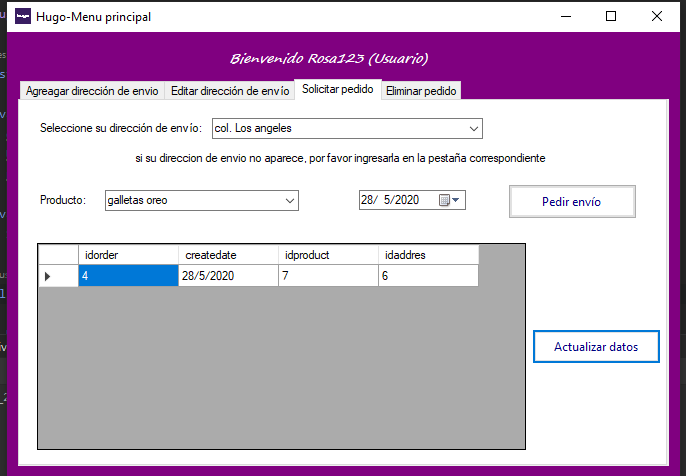 hugo Hugo-Menu principal
Bienvenido Rosa123 (Usuario)
Agreagar dirección de envio Editar dirección de envío Solicitar pedido Eliminar pedido
Seleccione su dirección de envío: col. Los angeles
si su direccion de envio no aparece, por favor ingresarla en la pestaña correspondiente
Producto: galletas oreo 28/ 5/2020 Pedir envío
idorder createdate idproduct idaddres
4 28/5/2020 7 6
Actualizar datos